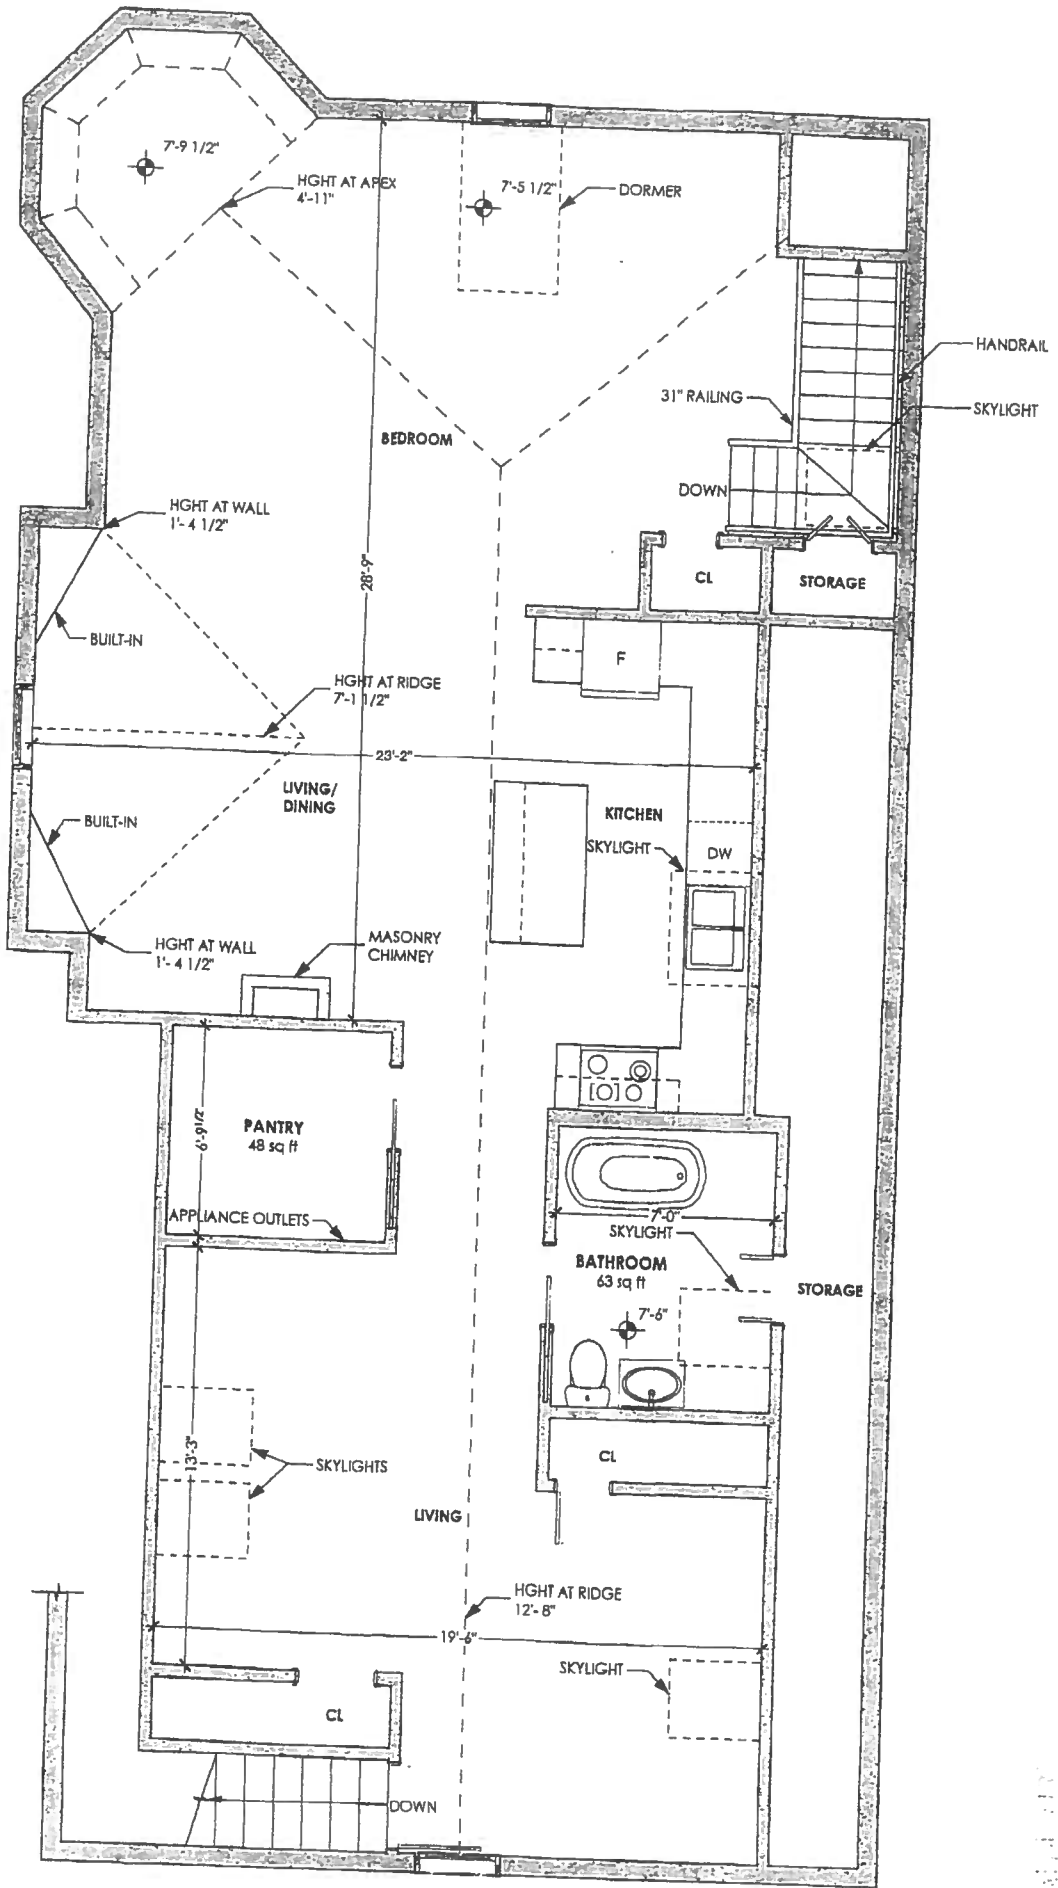 7'-9 1/2"
HGHT AT APEX
4'-11"
7'-5 1/2"
DORMER
HANDRAIL
31" RAILING
SKYLIGHT
BEDROOM
DOWN
HGHT AT WALL
1'- 4 1/2"
28'-9"
CL
STORAGE
BUILT-IN
F
HGHT AT RIDGE
7'-1 1/2"
23'-2"
LIVING/
DINING
KITCHEN
BUILT-IN
SKYLIGHT
DW
HGHT AT WALL
1'- 4 1/2"
MASONRY
CHIMNEY
6'-9 1/2"
PANTRY
48 sq ft
APPLIANCE OUTLETS
7'-0"
SKYLIGHT
BATHROOM
63 sq ft
STORAGE
7'-6"
13'-3"
SKYLIGHTS
CL
LIVING
HGHT AT RIDGE
12'- 8"
19'-6"
SKYLIGHT
CL
DOWN